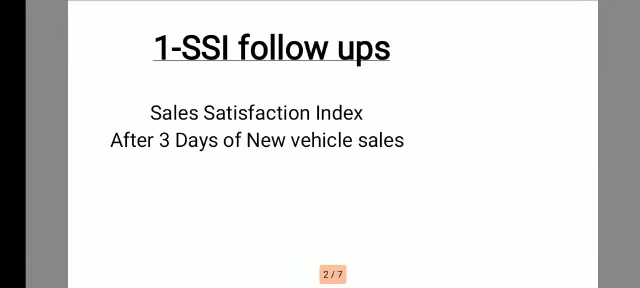 1-SSI follow ups
Sales Satisfaction Index
After 3 Days of New vehicle sales
2 / 7